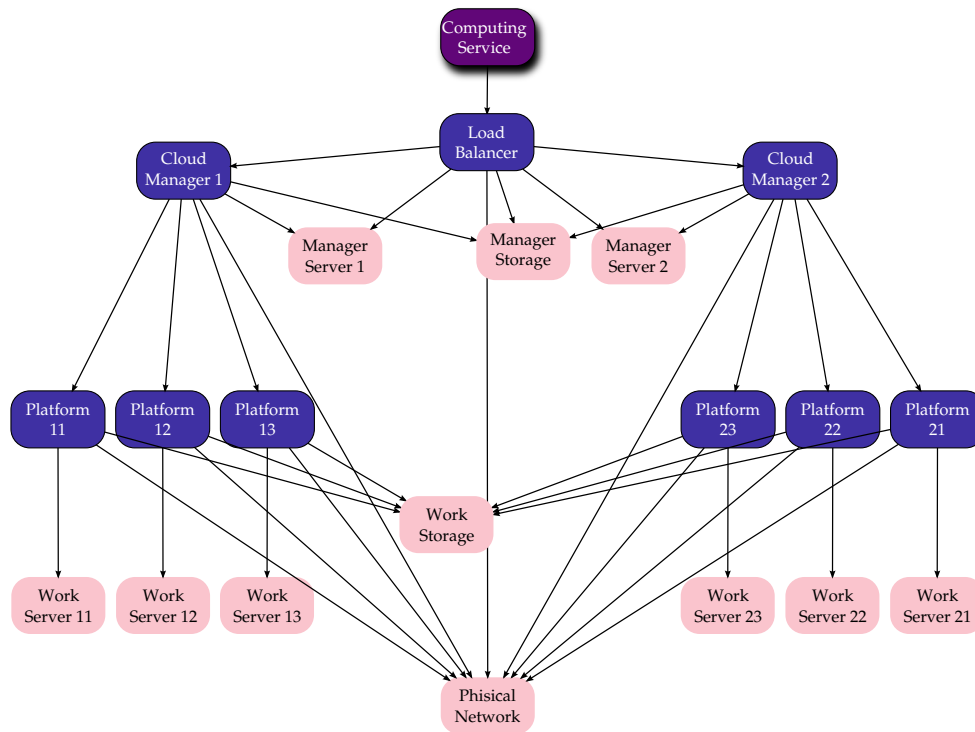 Computing
Service
Load
Balancer
Cloud
Manager 1
Cloud
Manager 2
Manager
Server 1
Manager
Storage
Manager
Server 2
Platform
11
Platform
12
Platform
13
Platform
23
Platform
22
Platform
21
Work
Storage
Work
Server 11
Work
Server 12
Work
Server 13
Work
Server 23
Work
Server 22
Work
Server 21
Phisical
Network